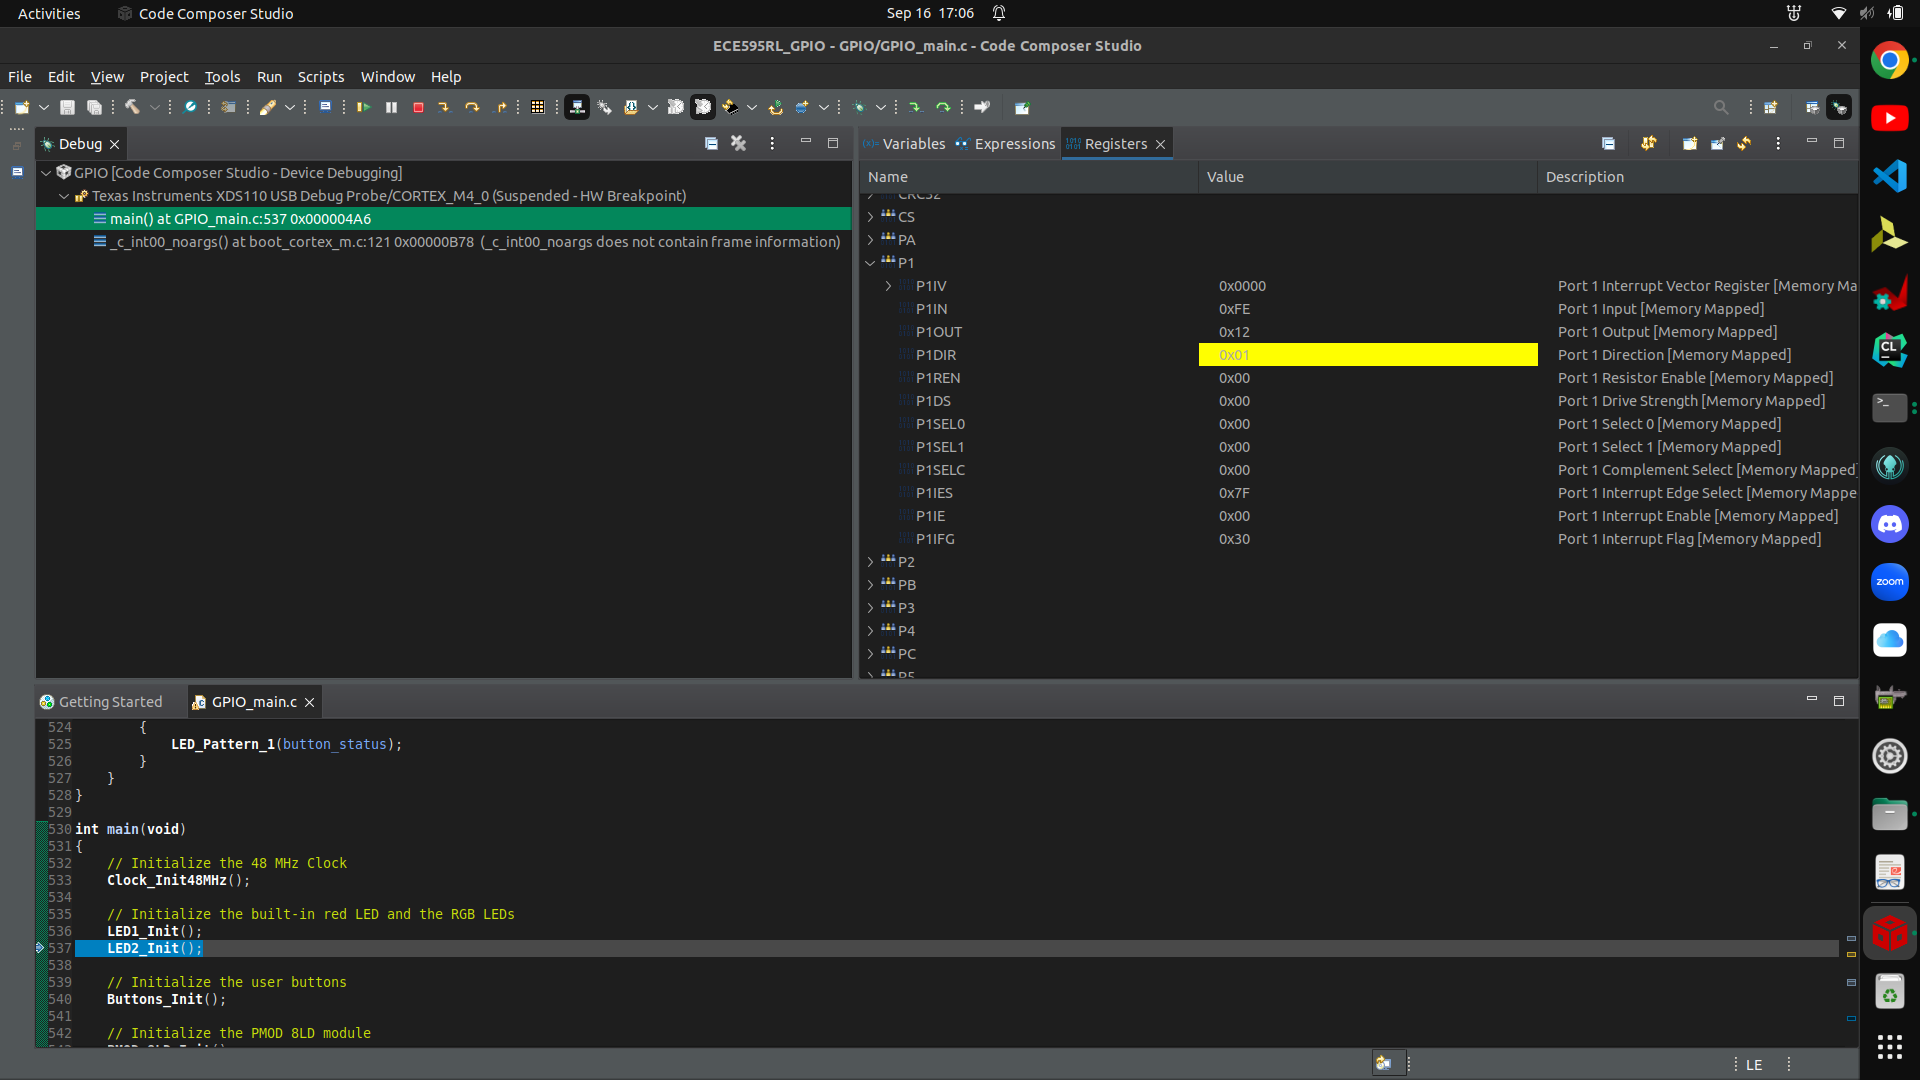 Activities
Code Composer Studio
Sep 16 17:06
ECE595RL_GPIO - GPIO/GPIO_main.c - Code Composer Studio
File Edit View Project Tools Run Scripts Window Help
Debug
GPIO [Code Composer Studio - Device Debugging]
Texas Instruments XDS110 USB Debug Probe/CORTEX_M4_0 (Suspended - HW Breakpoint)
main() at GPIO_main.c:537 0x000004A6
_c_int00_noargs() at boot_cortex_m.c:121 0x00000B78 (_c_int00_noargs does not contain frame information)
Variables Expressions Registers
Name Value Description
CRC32
CS
PA
P1
P1IV 0x0000 Port 1 Interrupt Vector Register [Memory Ma
P1IN 0xFE Port 1 Input [Memory Mapped]
P1OUT 0x12 Port 1 Output [Memory Mapped]
P1DIR 0x01 Port 1 Direction [Memory Mapped]
P1REN 0x00 Port 1 Resistor Enable [Memory Mapped]
P1DS 0x00 Port 1 Drive Strength [Memory Mapped]
P1SEL0 0x00 Port 1 Select 0 [Memory Mapped]
P1SEL1 0x00 Port 1 Select 1 [Memory Mapped]
P1SELC 0x00 Port 1 Complement Select [Memory Mapped]
P1IES 0x7F Port 1 Interrupt Edge Select [Memory Mappe
P1IE 0x00 Port 1 Interrupt Enable [Memory Mapped]
P1IFG 0x30 Port 1 Interrupt Flag [Memory Mapped]
P2
PB
P3
P4
PC
P5
Getting Started GPIO_main.c
524 {
525 LED_Pattern_1(button_status);
526 }
527 }
528 }
529
530 int main(void)
531 {
532 // Initialize the 48 MHz Clock
533 Clock_Init48MHz();
534
535 // Initialize the built-in red LED and the RGB LEDs
536 LED1_Init();
537 LED2_Init();
538
539 // Initialize the user buttons
540 Buttons_Init();
541
542 // Initialize the PMOD 8LD module
LE
CL
zoom